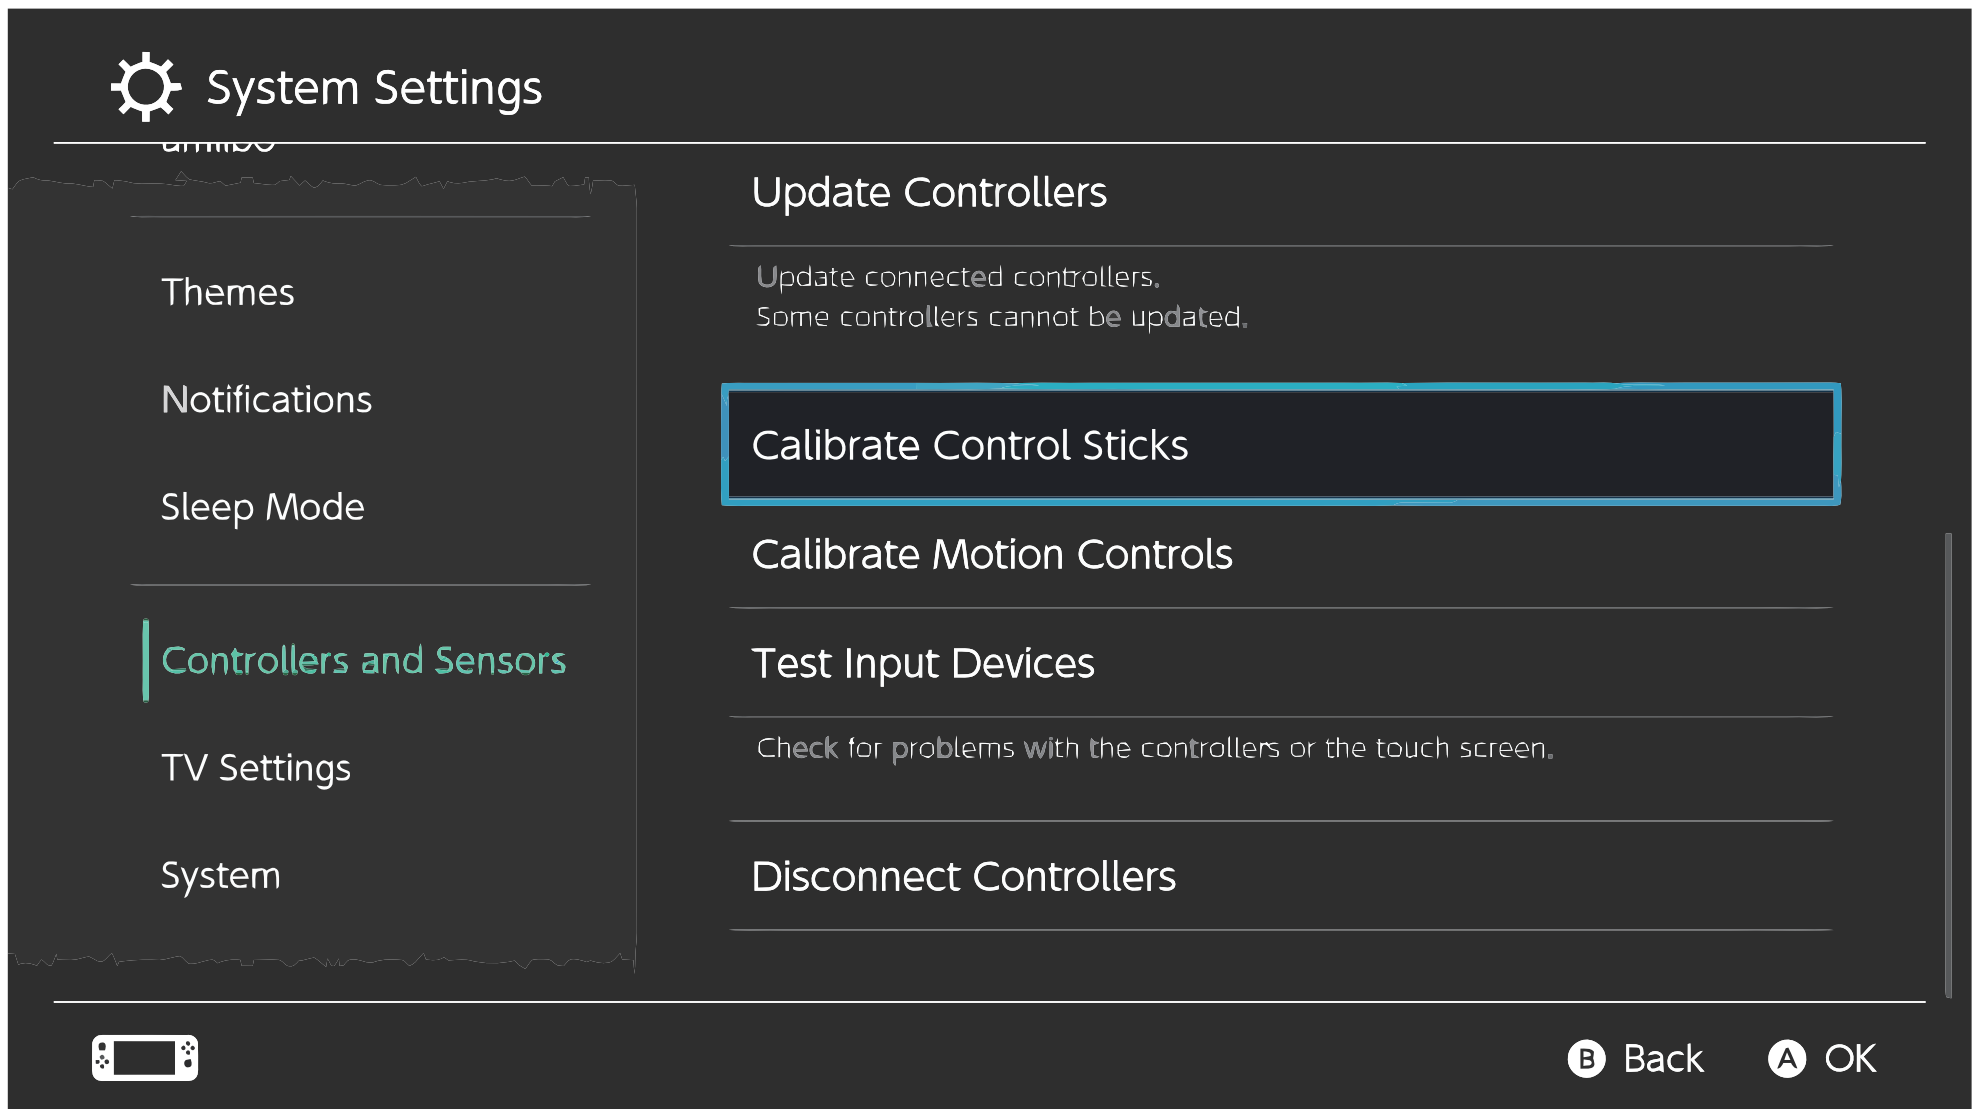 System Settings
amiibo
Themes
Notifications
Sleep Mode
Controllers and Sensors
TV Settings
System
Update Controllers
Update connected controllers.
Some controllers cannot be updated.
Calibrate Control Sticks
Calibrate Motion Controls
Test Input Devices
Check for problems with the controllers or the touch screen.
Disconnect Controllers
B Back
A OK